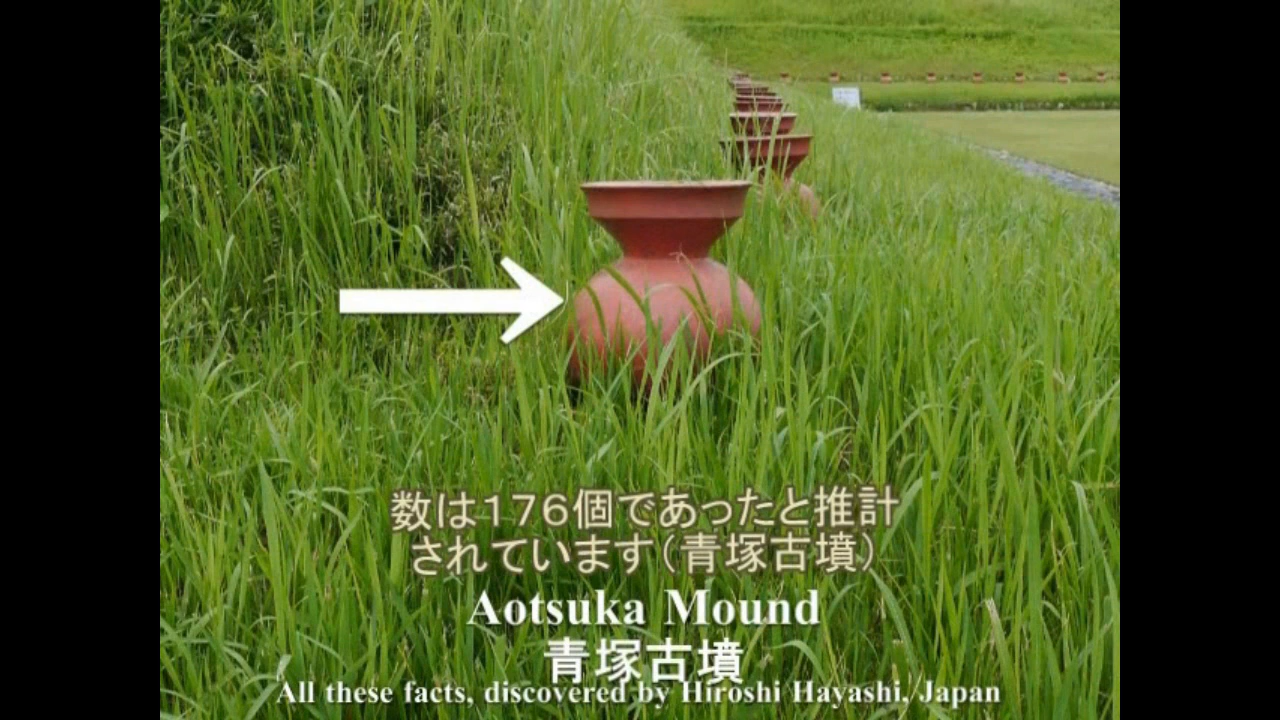 数は１７６個であったと推計
されています（青塚古墳）
Aotsuka Mound
青塚古墳
All these facts, discovered by Hiroshi Hayashi, Japan